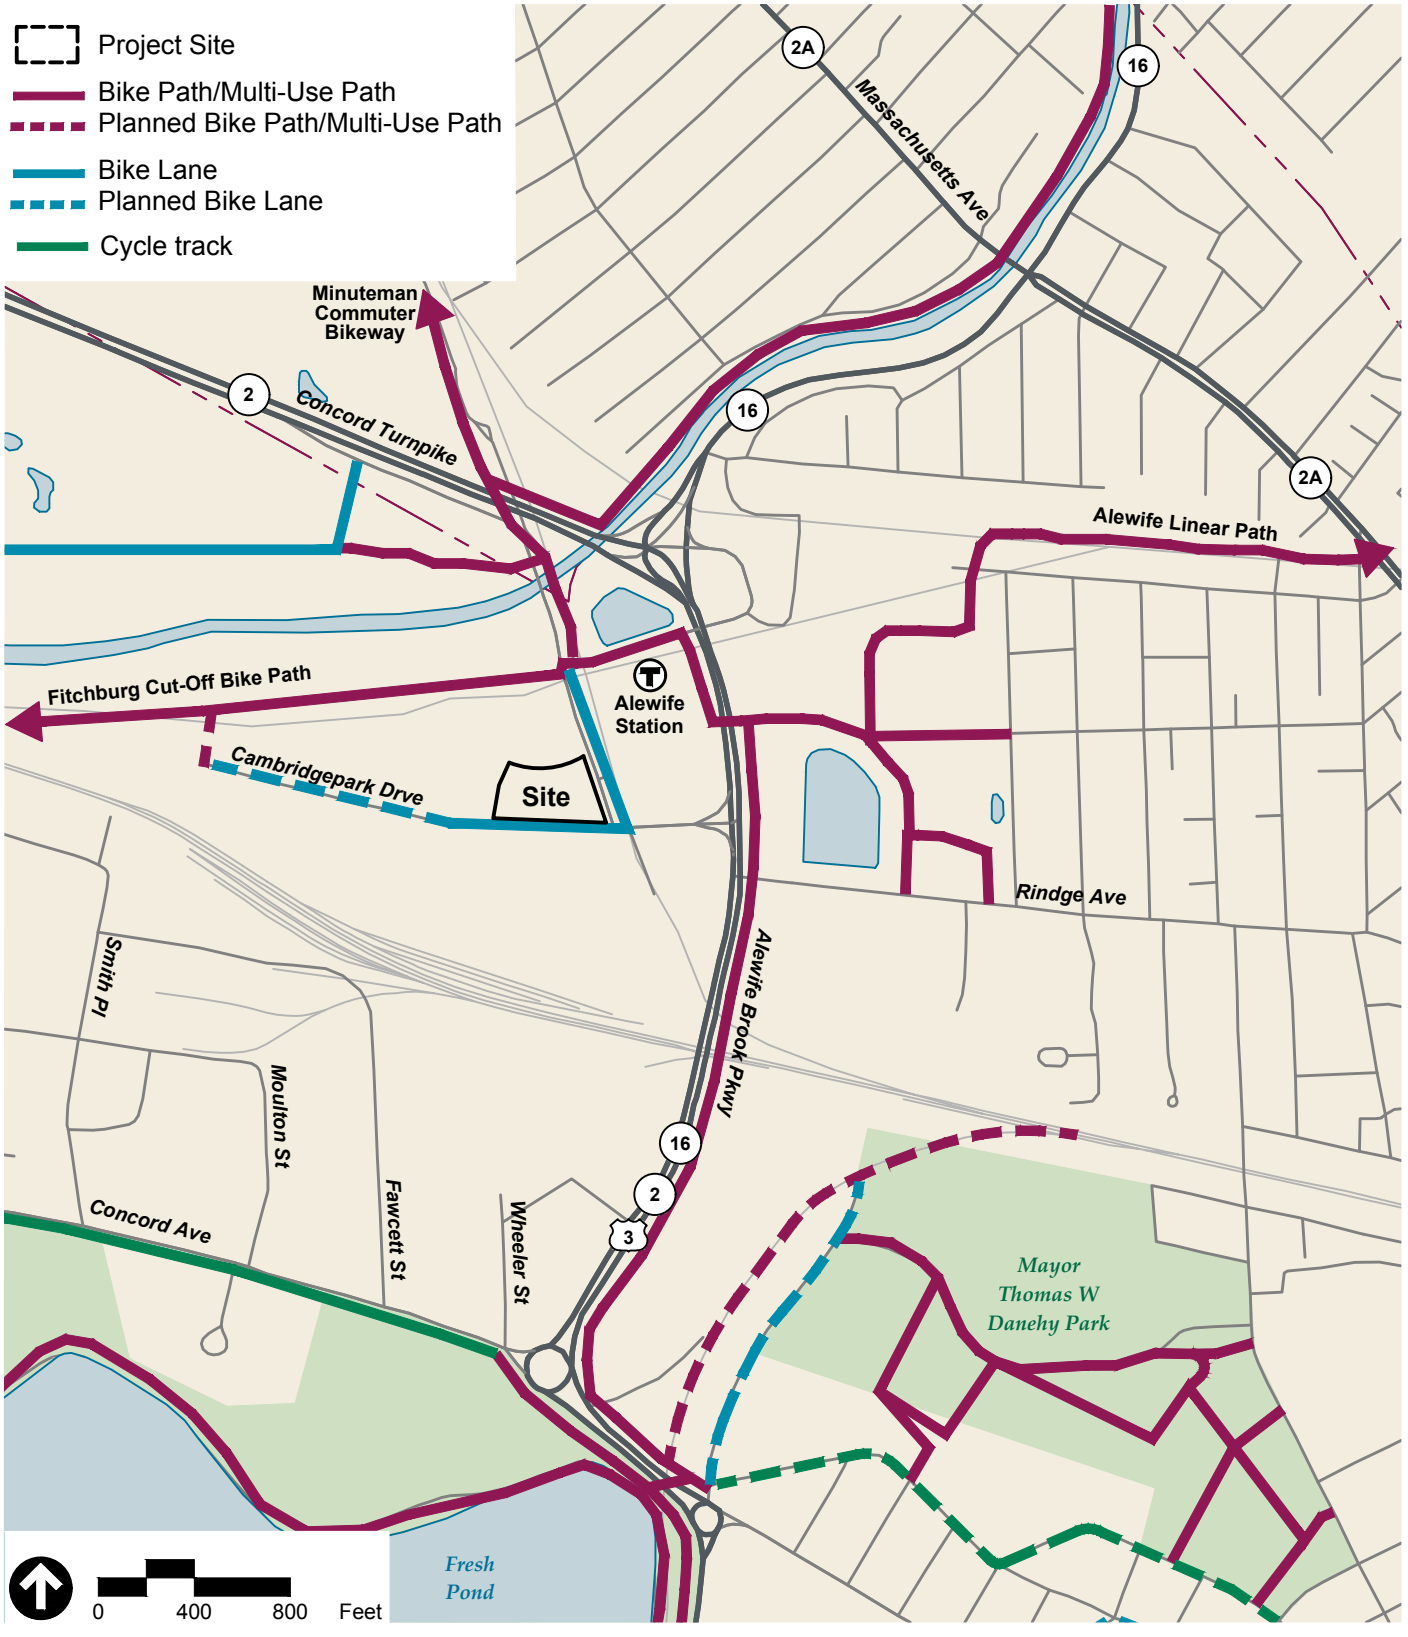 Project Site
Bike Path/Multi-Use Path
Planned Bike Path/Multi-Use Path
Bike Lane
Planned Bike Lane
Cycle track
2A
16
Massachusetts Ave
Minuteman
Commuter
Bikeway
2
Concord Turnpike
16
2A
Alewife Linear Path
Fitchburg Cut-Off Bike Path
T
Alewife
Station
Cambridgepark Drve
Site
Rindge Ave
Smith Pl
Alewife Brook Pkwy
Moulton St
16
2
3
Fawcett St
Wheeler St
Concord Ave
Mayor
Thomas W
Danehy Park
Fresh
Pond
0 400 800 Feet